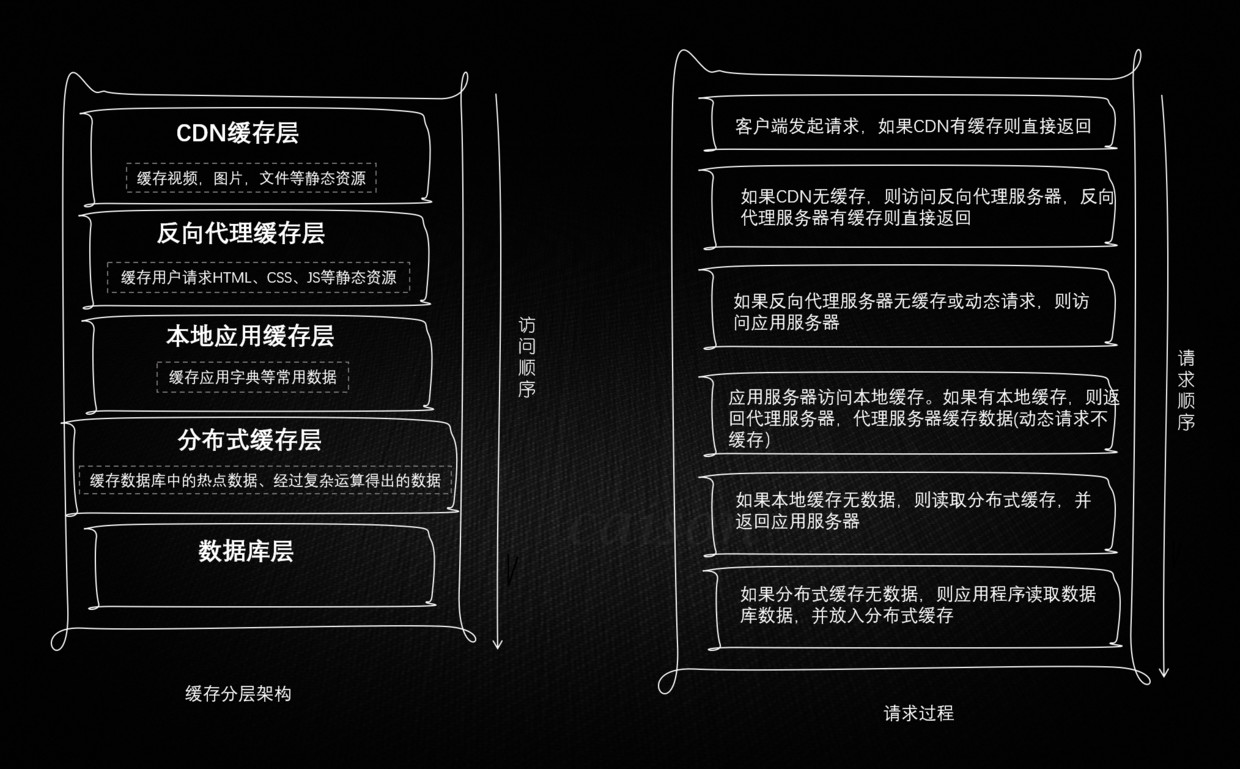 CDN缓存层
缓存视频，图片，文件等静态资源
反向代理缓存层
缓存用户请求HTML、CSS、JS等静态资源
本地应用缓存层
缓存应用字典等常用数据
分布式缓存层
缓存数据库中的热点数据、经过复杂运算得出的数据
数据库层
访问顺序
缓存分层架构
客户端发起请求，如果CDN有缓存则直接返回
如果CDN无缓存，则访问反向代理服务器，反向
代理服务器有缓存则直接返回
如果反向代理服务器无缓存或动态请求，则访
问应用服务器
应用服务器访问本地缓存。如果有本地缓存，则返
回代理服务器，代理服务器缓存数据(动态请求不
缓存)
如果本地缓存无数据，则读取分布式缓存，并
返回应用服务器
如果分布式缓存无数据，则应用程序读取数据
库数据，并放入分布式缓存
请求顺序
请求过程